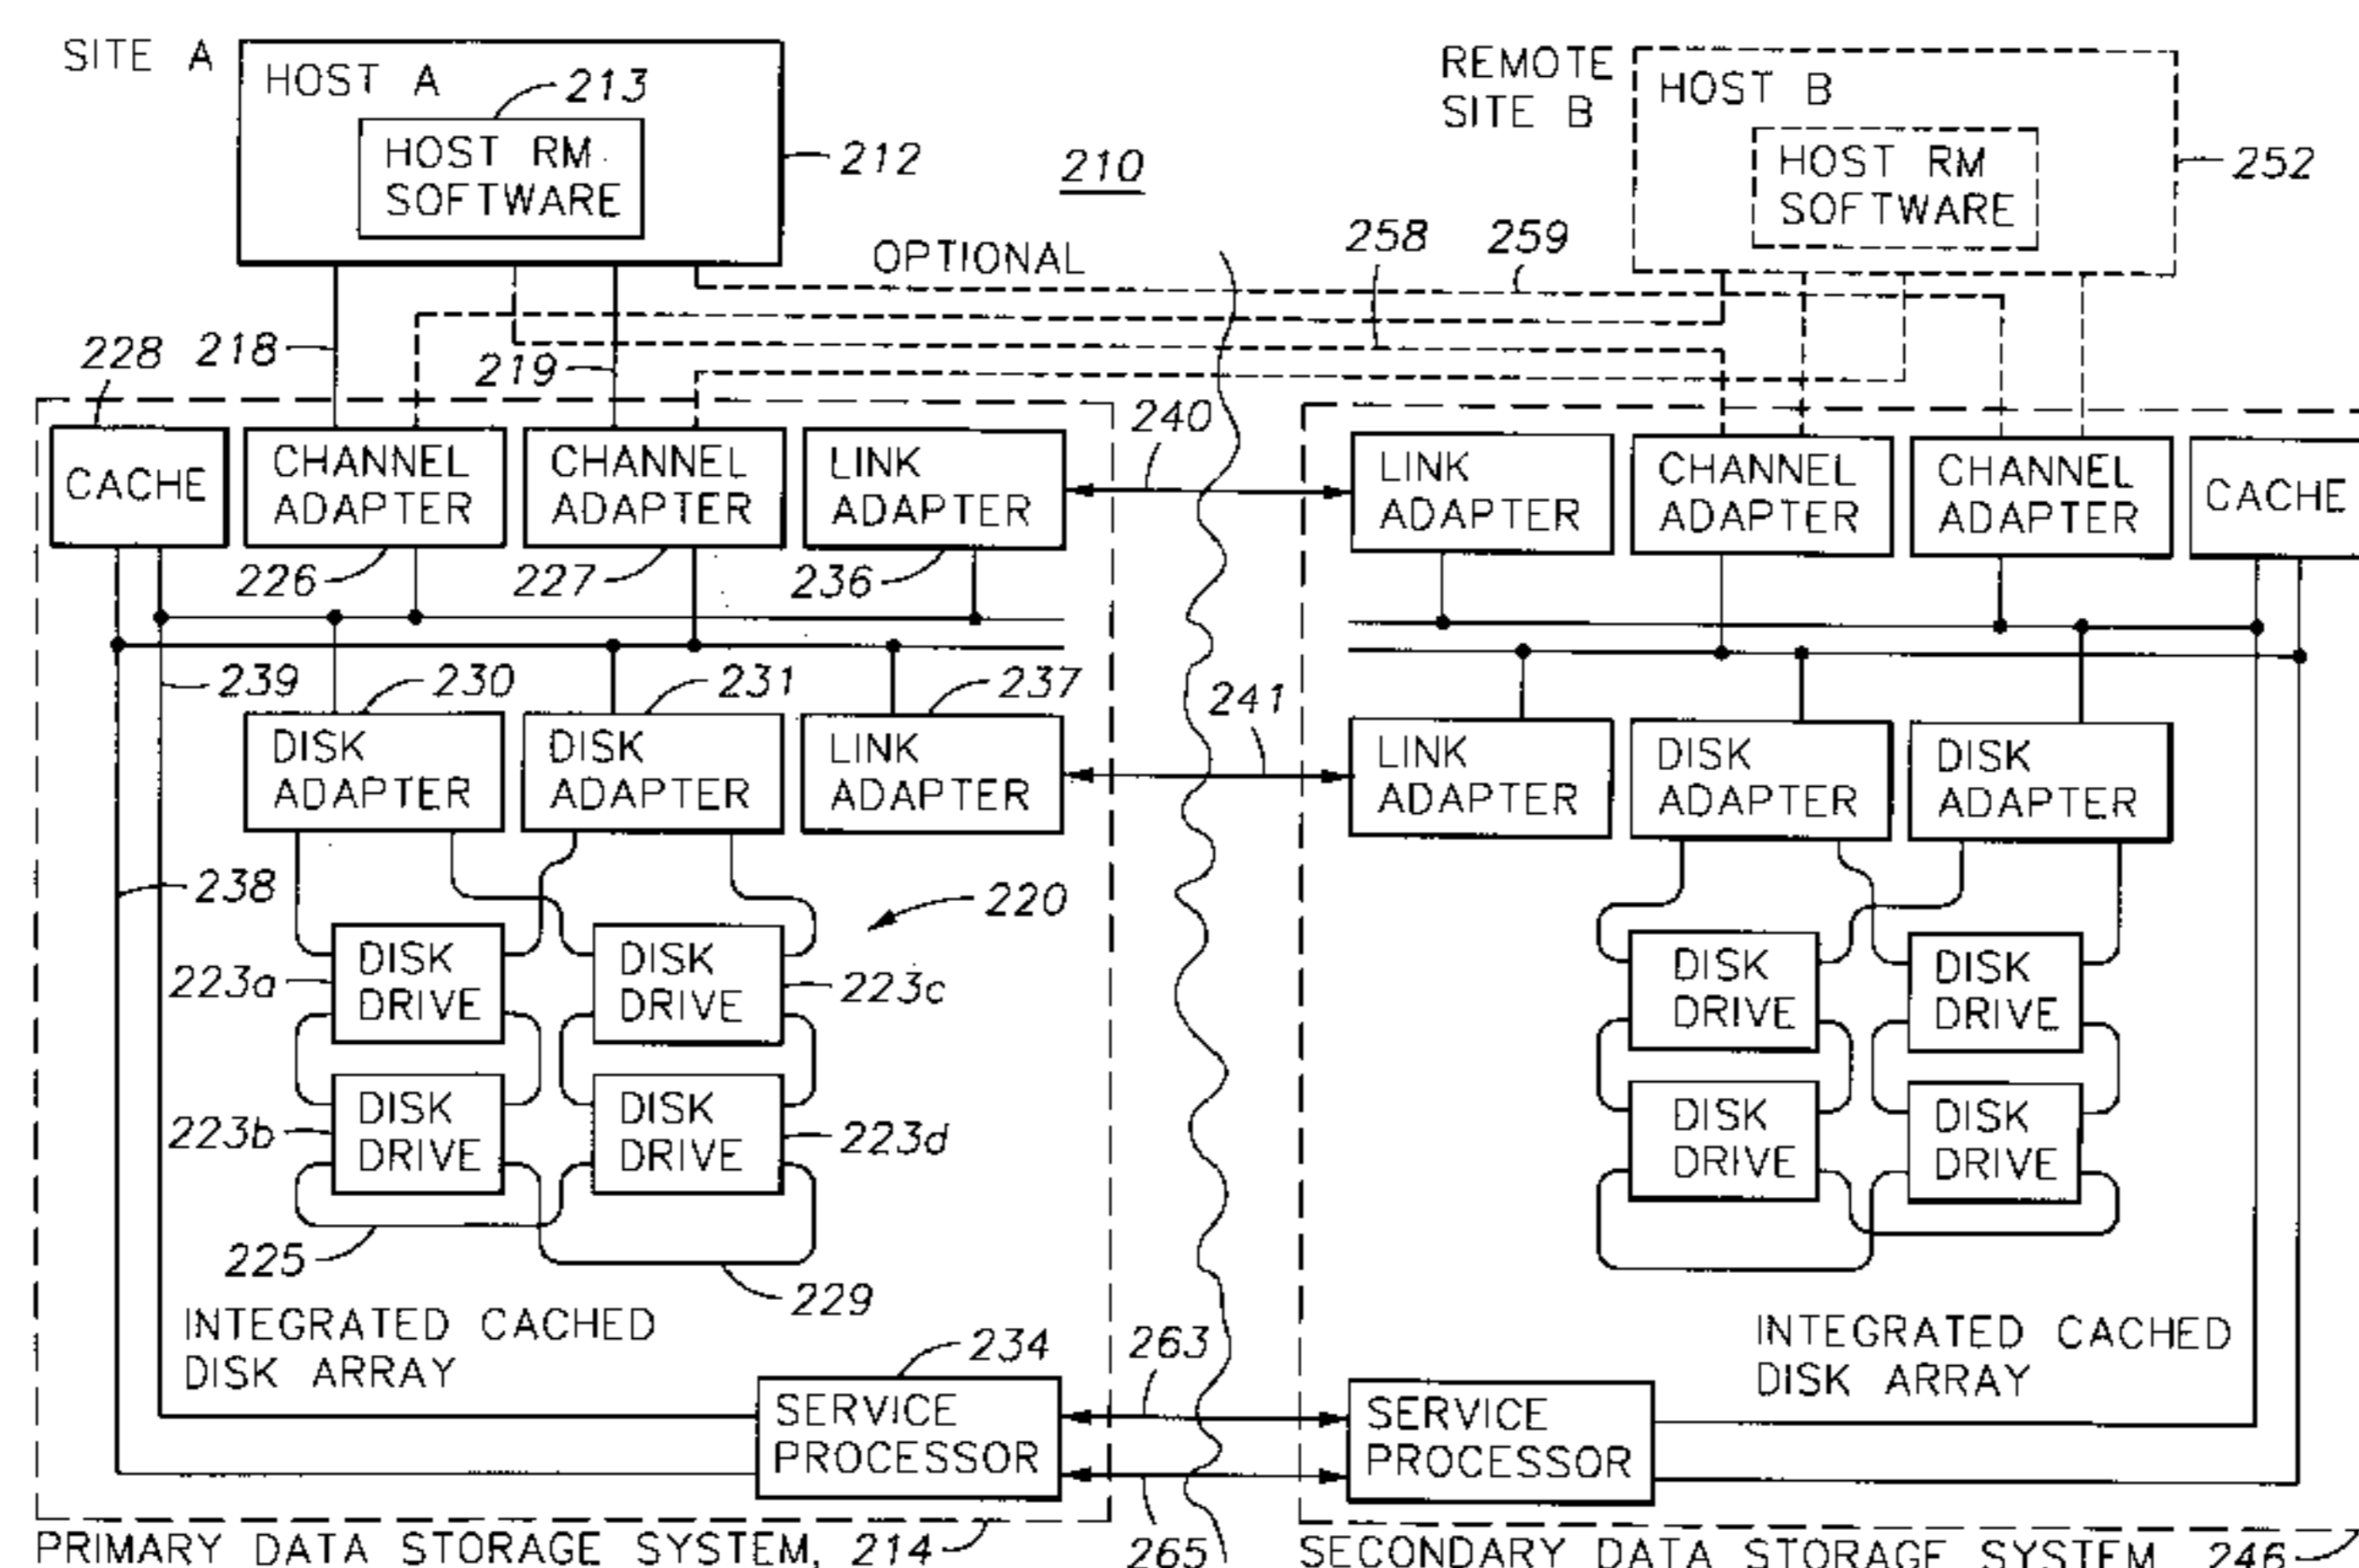 SITE A
HOST A
213
HOST RM
SOFTWARE
212
210
REMOTE
SITE B
HOST B
HOST RM
SOFTWARE
252
OPTIONAL
258
259
228
218
219
240
CACHE
CHANNEL
ADAPTER
CHANNEL
ADAPTER
LINK
ADAPTER
LINK
ADAPTER
CHANNEL
ADAPTER
CHANNEL
ADAPTER
CACHE
226
227
236
239
230
231
237
241
DISK
ADAPTER
DISK
ADAPTER
LINK
ADAPTER
LINK
ADAPTER
DISK
ADAPTER
DISK
ADAPTER
238
220
223a
DISK
DRIVE
DISK
DRIVE
223c
DISK
DRIVE
DISK
DRIVE
223b
DISK
DRIVE
DISK
DRIVE
223d
DISK
DRIVE
DISK
DRIVE
225
229
INTEGRATED CACHED
DISK ARRAY
234
263
INTEGRATED CACHED
DISK ARRAY
SERVICE
PROCESSOR
SERVICE
PROCESSOR
PRIMARY DATA STORAGE SYSTEM, 214
265
SECONDARY DATA STORAGE SYSTEM, 246